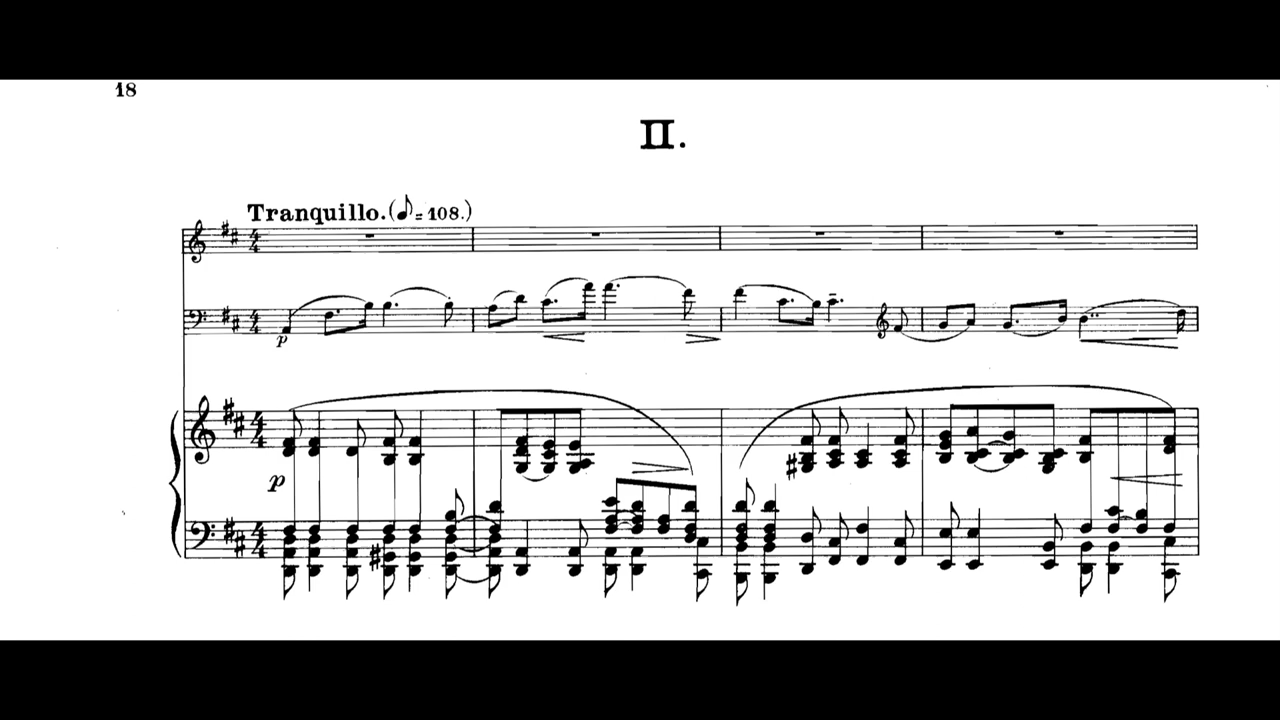 18
II.
Tranquillo. (♪=108.)
p
p